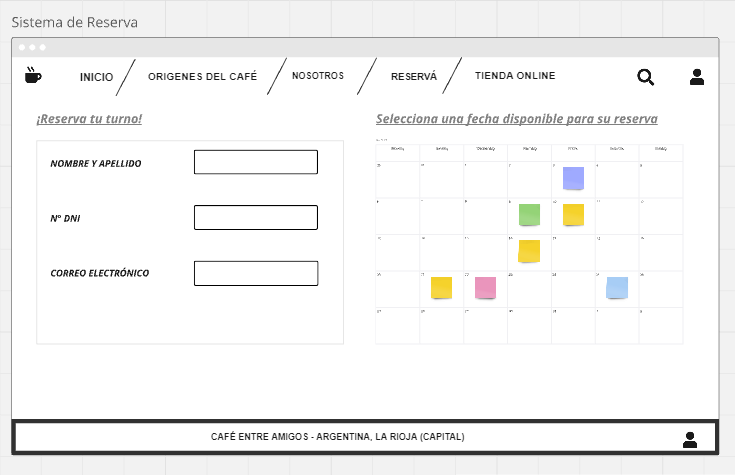 Sistema de Reserva
INICIO
ORIGENES DEL CAFÉ
NOSOTROS
RESERVÁ
TIENDA ONLINE
¡Reserva tu turno!
Selecciona una fecha disponible para su reserva
NOMBRE Y APELLIDO
Nº DNI
CORREO ELECTRÓNICO
CAFÉ ENTRE AMIGOS - ARGENTINA, LA RIOJA (CAPITAL)